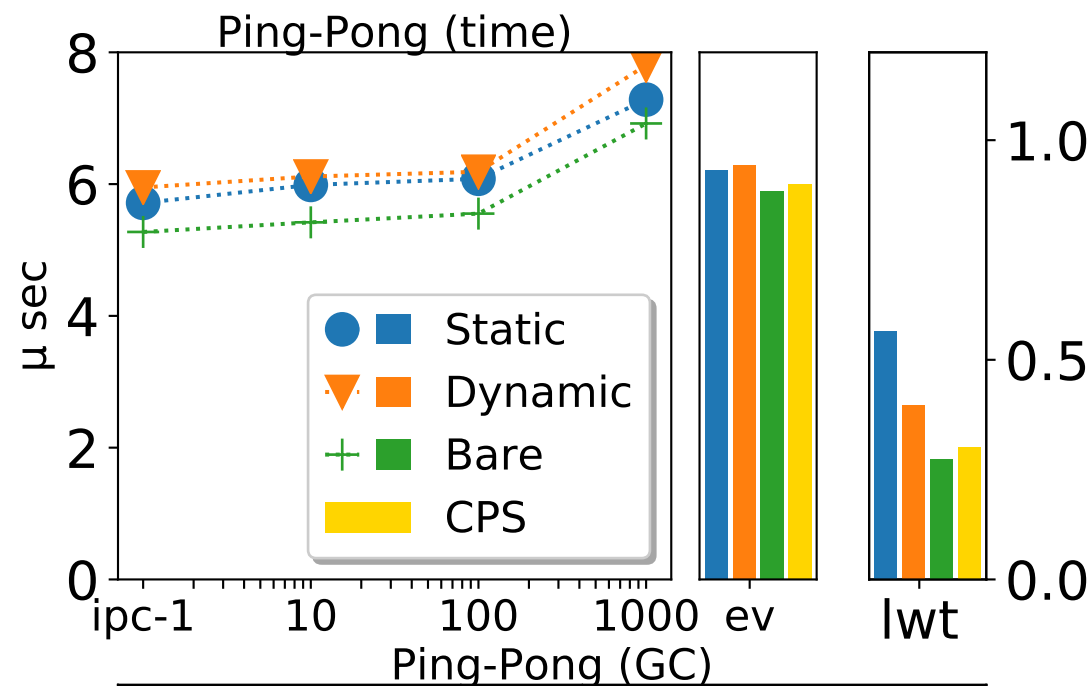 Ping-Pong (time)
8
6
4
2
0
μ sec
1.0
0.5
0.0
Static
Dynamic
Bare
CPS
ipc-1 10 100 1000 ev lwt
Ping-Pong (GC)